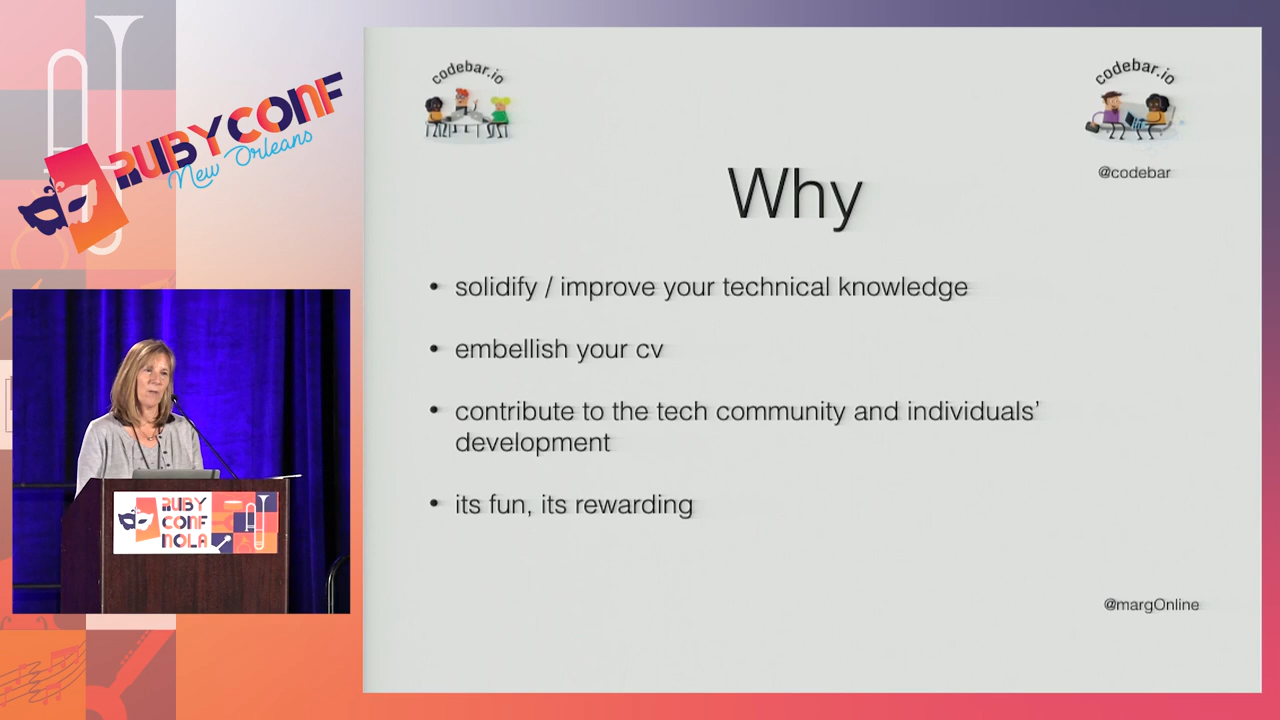 RUBYCONF
New Orleans
codebar.io
codebar.io
@codebar
Why
• solidify / improve your technical knowledge
• embellish your cv
• contribute to the tech community and individuals’
development
• its fun, its rewarding
@margOnline
RUBY
CONF
NOLA